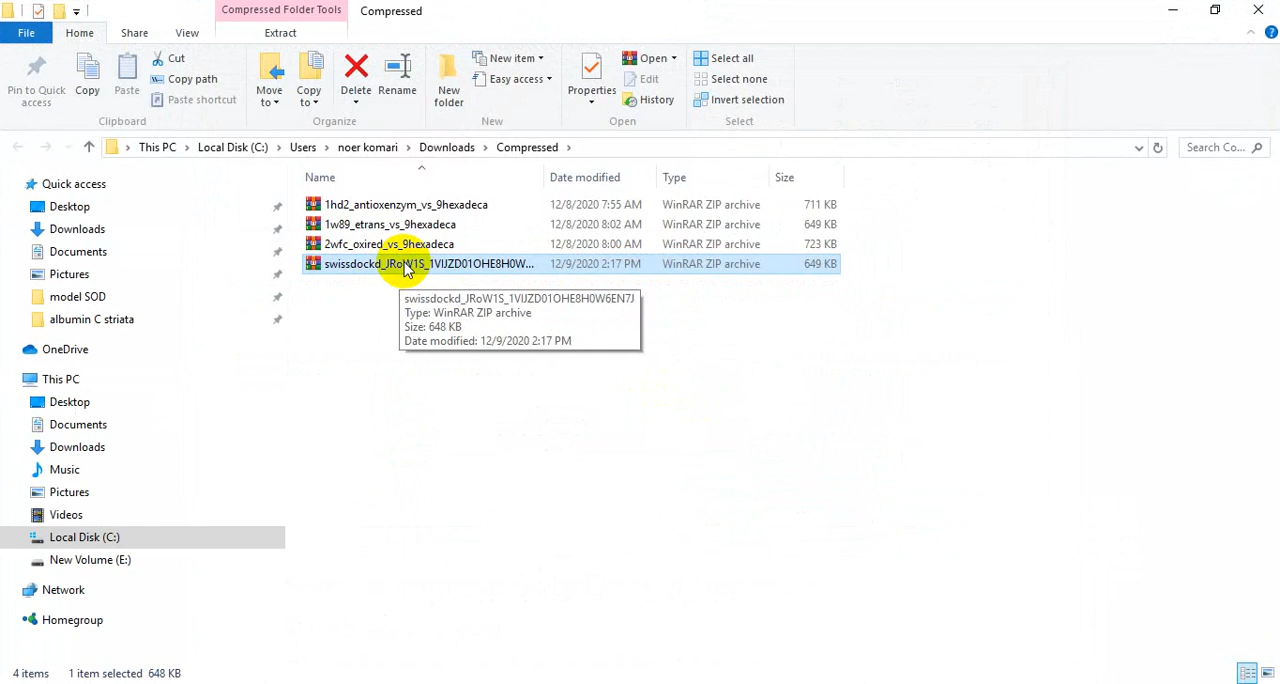 Compressed Folder Tools
Compressed
File
Home
Share
View
Extract
Pin to Quick access
Copy
Paste
Cut
Copy path
Paste shortcut
Clipboard
Move to
Copy to
Delete
Rename
Organize
New folder
New item
Easy access
New
Properties
Open
Edit
History
Open
Select all
Select none
Invert selection
Select
This PC
Local Disk (C:)
Users
noer komari
Downloads
Compressed
Search Co...
Name
Date modified
Type
Size
1hd2_antioxenzym_vs_9hexadeca 12/8/2020 7:55 AM WinRAR ZIP archive 711 KB
1w89_etrans_vs_9hexadeca 12/8/2020 8:02 AM WinRAR ZIP archive 649 KB
2wfc_oxired_vs_9hexadeca 12/8/2020 8:00 AM WinRAR ZIP archive 723 KB
swissdockd_JRoW1S_1VIJZD01OHE8H0W... 12/9/2020 2:17 PM WinRAR ZIP archive 649 KB
swissdockd_JRoW1S_1VIJZD01OHE8H0W6EN7J
Type: WinRAR ZIP archive
Size: 648 KB
Date modified: 12/9/2020 2:17 PM
Quick access
Desktop
Downloads
Documents
Pictures
model SOD
albumin C striata
OneDrive
This PC
Desktop
Documents
Downloads
Music
Pictures
Videos
Local Disk (C:)
New Volume (E:)
Network
Homegroup
4 items 1 item selected 648 KB